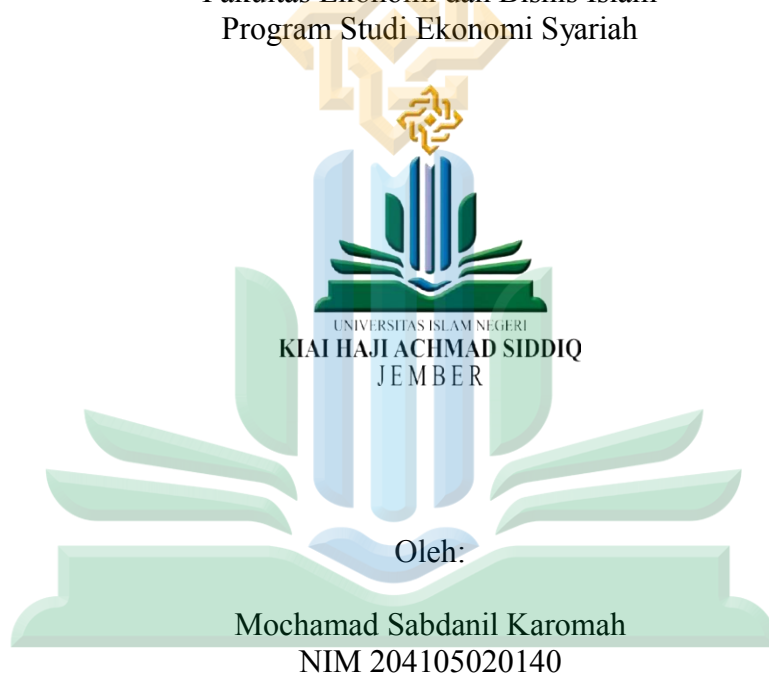 Fakultas Ekonomi dan Bisnis Islam
Program Studi Ekonomi Syariah
UNIVERSITAS ISLAM NEGERI
KIAI HAJI ACHMAD SIDDIQ
JEMBER
Oleh:
Mochamad Sabdanil Karomah
NIM 204105020140